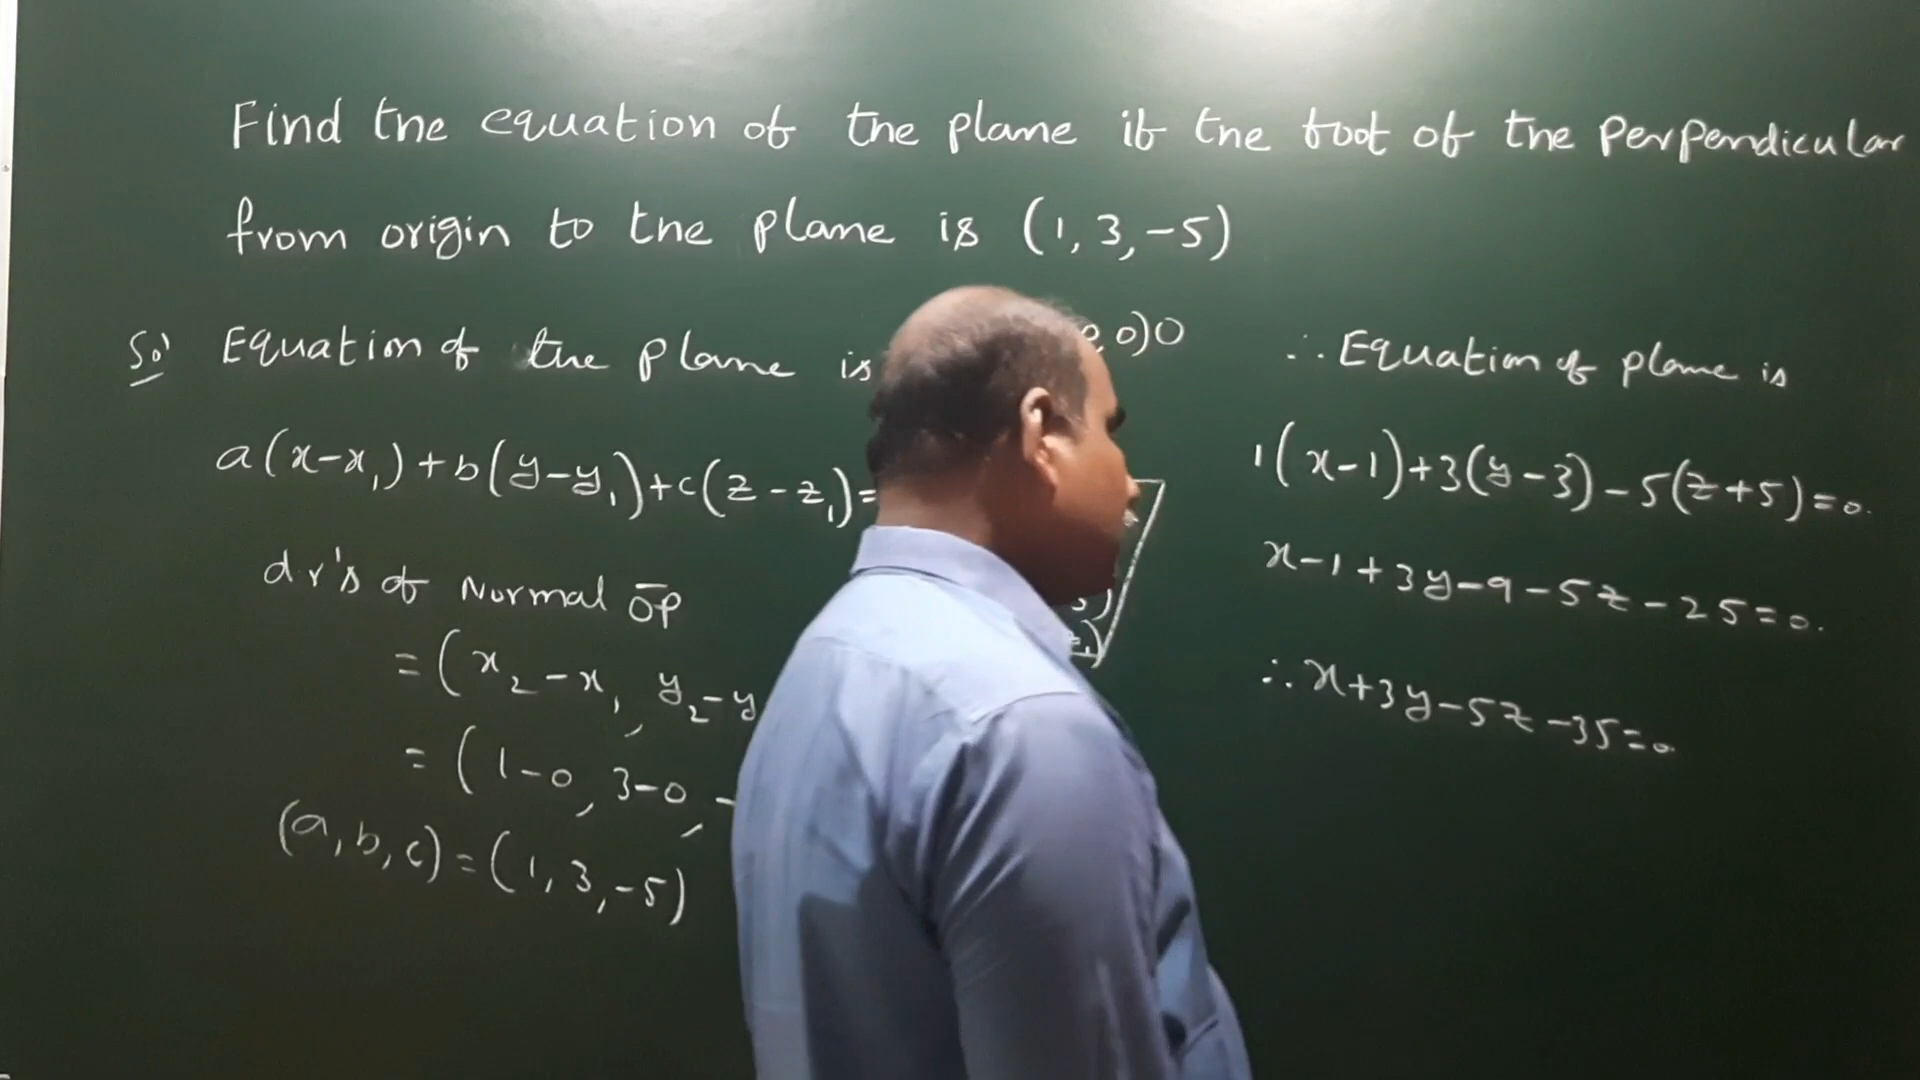 Find the equation of the plane if the foot of the perpendicular
from origin to the plane is (1, 3, -5)
Sol Equation of the plane is
a(x-x₁)+b(y-y₁)+c(z-z₁)=
dr's of Normal O̅P̅
=(x₂-x₁, y₂-y
=(1-0, 3-0, -
(a, b, c)=(1, 3, -5)
0)O
5)
z₁)
∴ Equation of plane is
1(x-1)+3(y-3)-5(z+5)=0.
x-1+3y-9-5z-25=0.
∴ x+3y-5z-35=0.